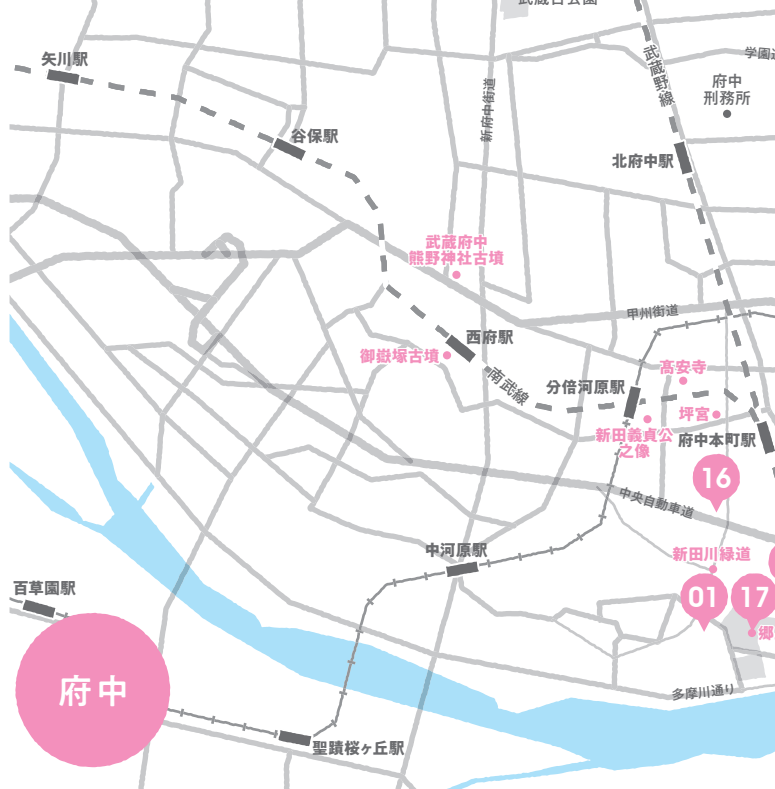 武蔵台公園
矢川駅
武蔵野線
学園通
府中
刑務所
新府中街道
谷保駅
北府中駅
武蔵府中
熊野神社古墳
甲州街道
西府駅
御嶽塚古墳
高安寺
南武線
分倍河原駅
坪宮
新田義貞公
之像
府中本町駅
16
中央自動車道
中河原駅
新田川緑道
百草園駅
01
17
郷
府中
多摩川通り
聖蹟桜ヶ丘駅